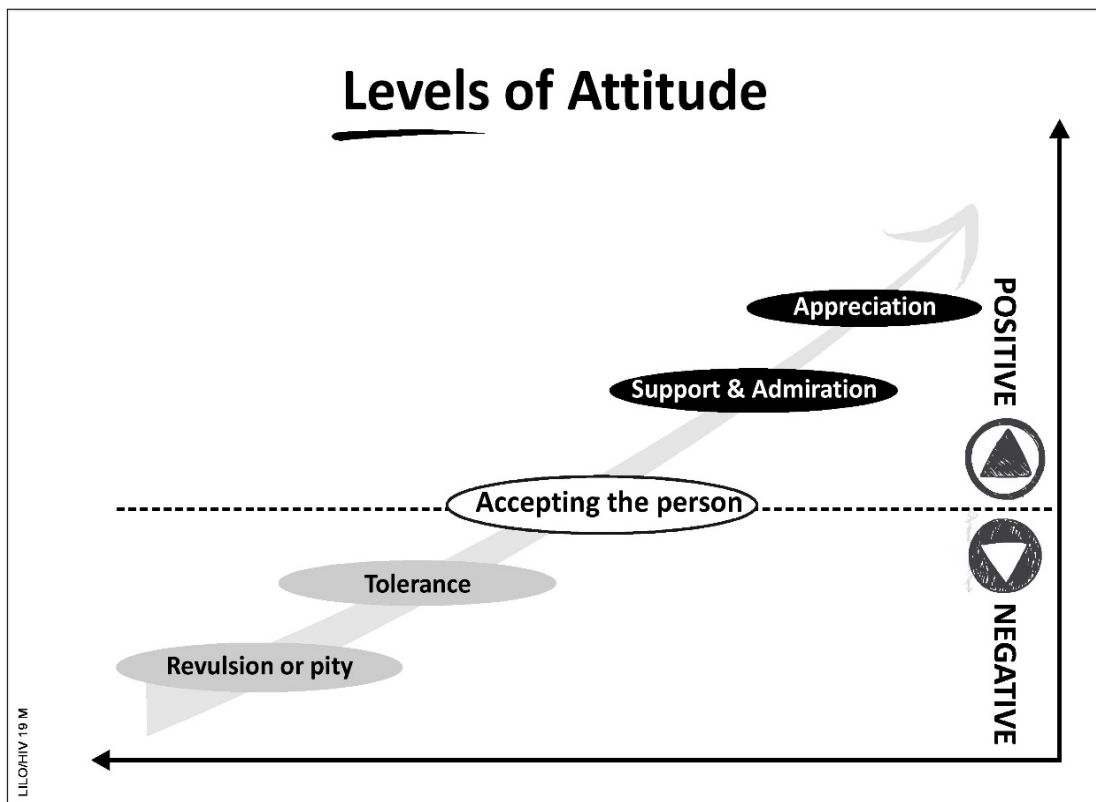 Levels of Attitude
POSITIVE
Appreciation
Support & Admiration
Accepting the person
Tolerance
NEGATIVE
Revulsion or pity
LILO/HIV 19 M